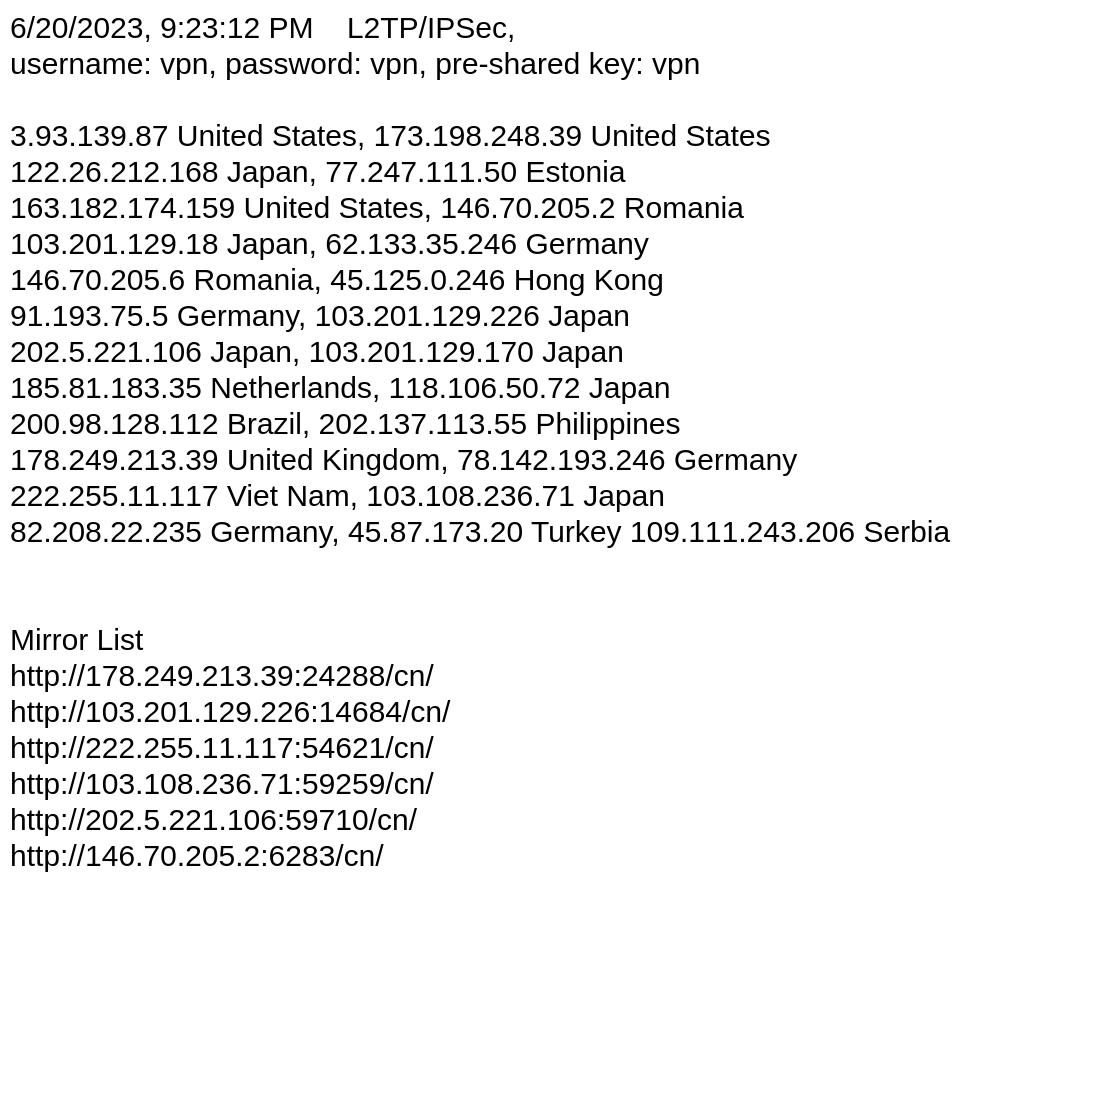 6/20/2023, 9:23:12 PM    L2TP/IPSec,
username: vpn, password: vpn, pre-shared key: vpn
3.93.139.87 United States, 173.198.248.39 United States
122.26.212.168 Japan, 77.247.111.50 Estonia
163.182.174.159 United States, 146.70.205.2 Romania
103.201.129.18 Japan, 62.133.35.246 Germany
146.70.205.6 Romania, 45.125.0.246 Hong Kong
91.193.75.5 Germany, 103.201.129.226 Japan
202.5.221.106 Japan, 103.201.129.170 Japan
185.81.183.35 Netherlands, 118.106.50.72 Japan
200.98.128.112 Brazil, 202.137.113.55 Philippines
178.249.213.39 United Kingdom, 78.142.193.246 Germany
222.255.11.117 Viet Nam, 103.108.236.71 Japan
82.208.22.235 Germany, 45.87.173.20 Turkey 109.111.243.206 Serbia
Mirror List
http://178.249.213.39:24288/cn/
http://103.201.129.226:14684/cn/
http://222.255.11.117:54621/cn/
http://103.108.236.71:59259/cn/
http://202.5.221.106:59710/cn/
http://146.70.205.2:6283/cn/